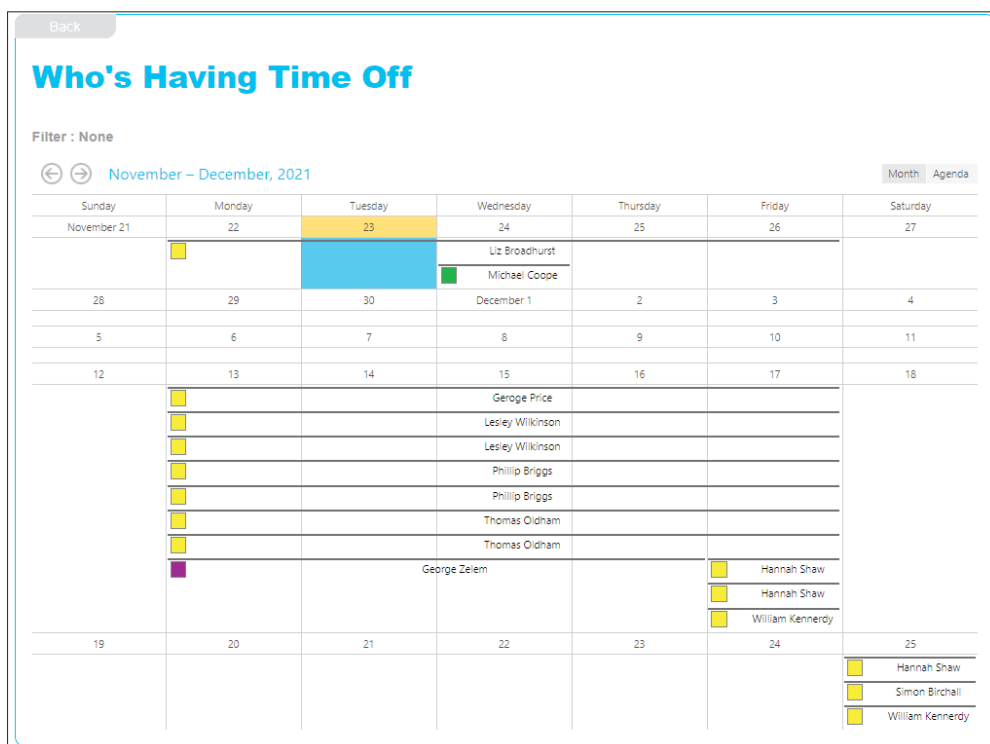 Back
Who's Having Time Off
Filter : None
November – December, 2021
Month Agenda
Sunday Monday Tuesday Wednesday Thursday Friday Saturday
November 21 22 23 24 25 26 27
Liz Broadhurst
Michael Coope
28 29 30 December 1 2 3 4
5 6 7 8 9 10 11
12 13 14 15 16 17 18
Geroge Price
Lesley Wilkinson
Lesley Wilkinson
Phillip Briggs
Phillip Briggs
Thomas Oldham
Thomas Oldham
George Zelem Hannah Shaw
Hannah Shaw
William Kennerdy
19 20 21 22 23 24 25
Hannah Shaw
Simon Birchall
William Kennerdy